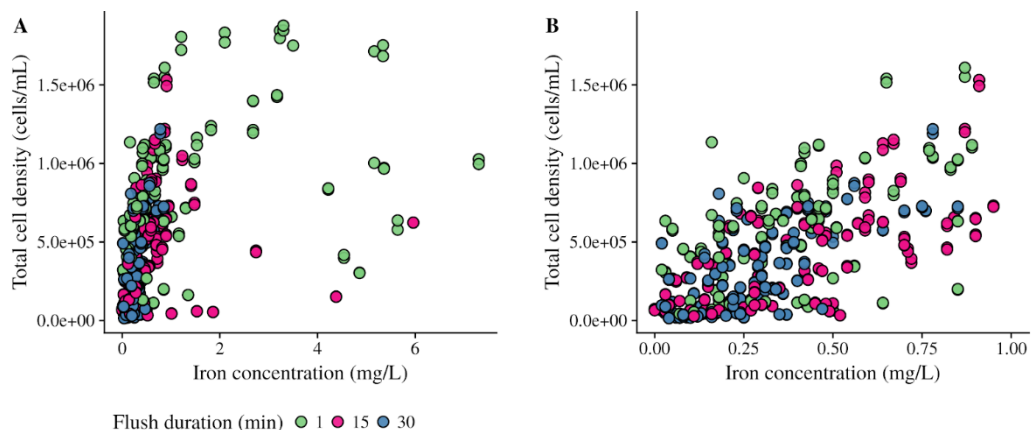 A
Total cell density (cells/mL)
1.5e+06
1.0e+06
5.0e+05
0.0e+00
0 2 4 6
Iron concentration (mg/L)
B
Total cell density (cells/mL)
1.5e+06
1.0e+06
5.0e+05
0.0e+00
0.00 0.25 0.50 0.75 1.00
Iron concentration (mg/L)
Flush duration (min) 1 15 30